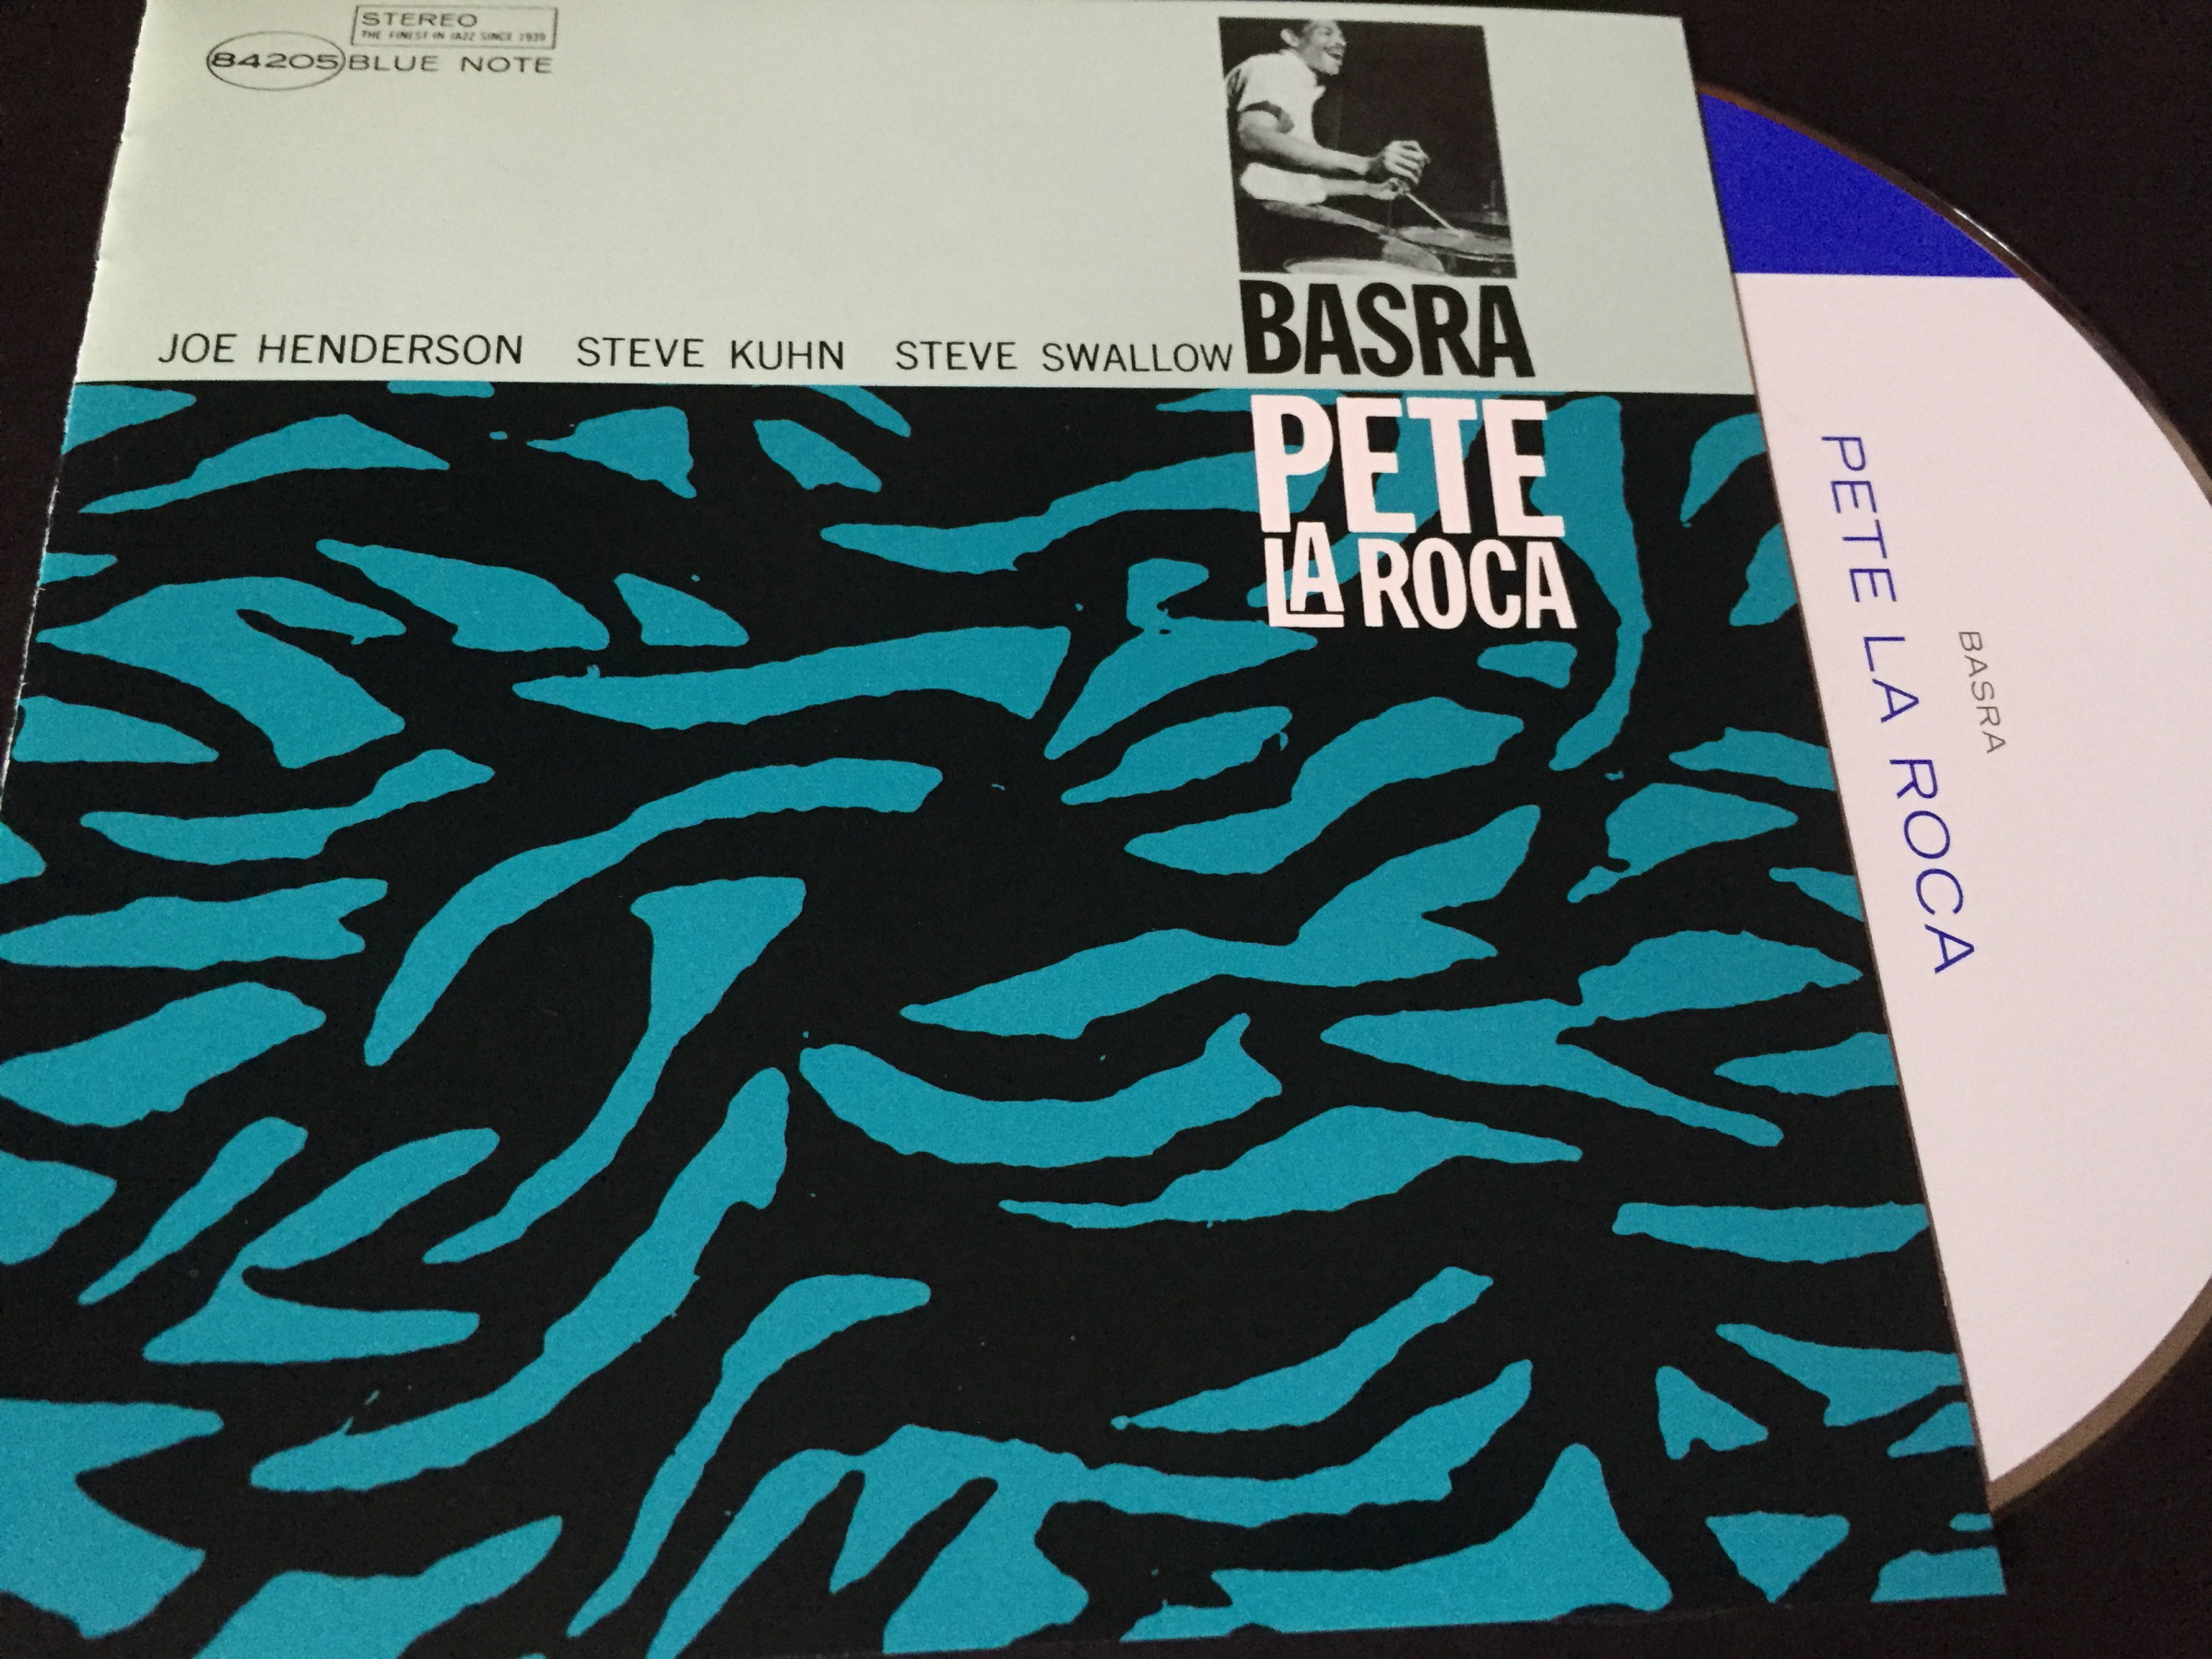 STEREO
THE FINEST IN JAZZ SINCE 1939
84205 BLUE NOTE
JOE HENDERSON STEVE KUHN STEVE SWALLOW BASRA
PETE
LA ROCA
BASRA
PETE LA ROCA